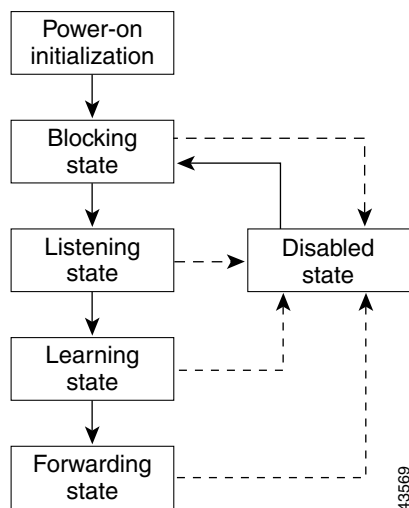 Power-on
initialization
Blocking
state
Listening
state
Disabled
state
Learning
state
Forwarding
state
43569